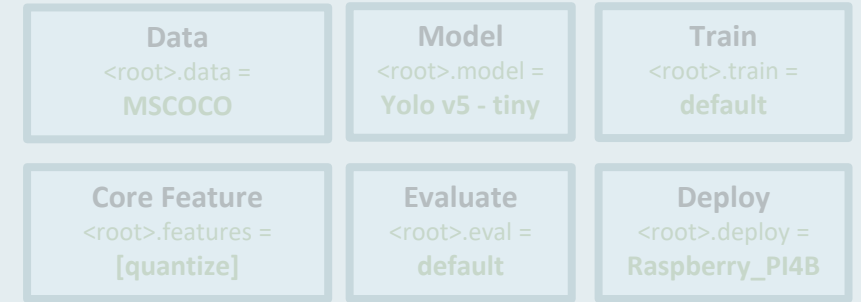 Data
<root>.data =
MSCOCO
Model
<root>.model =
Yolo v5 - tiny
Train
<root>.train =
default
Core Feature
<root>.features =
[quantize]
Evaluate
<root>.eval =
default
Deploy
<root>.deploy =
Raspberry_PI4B